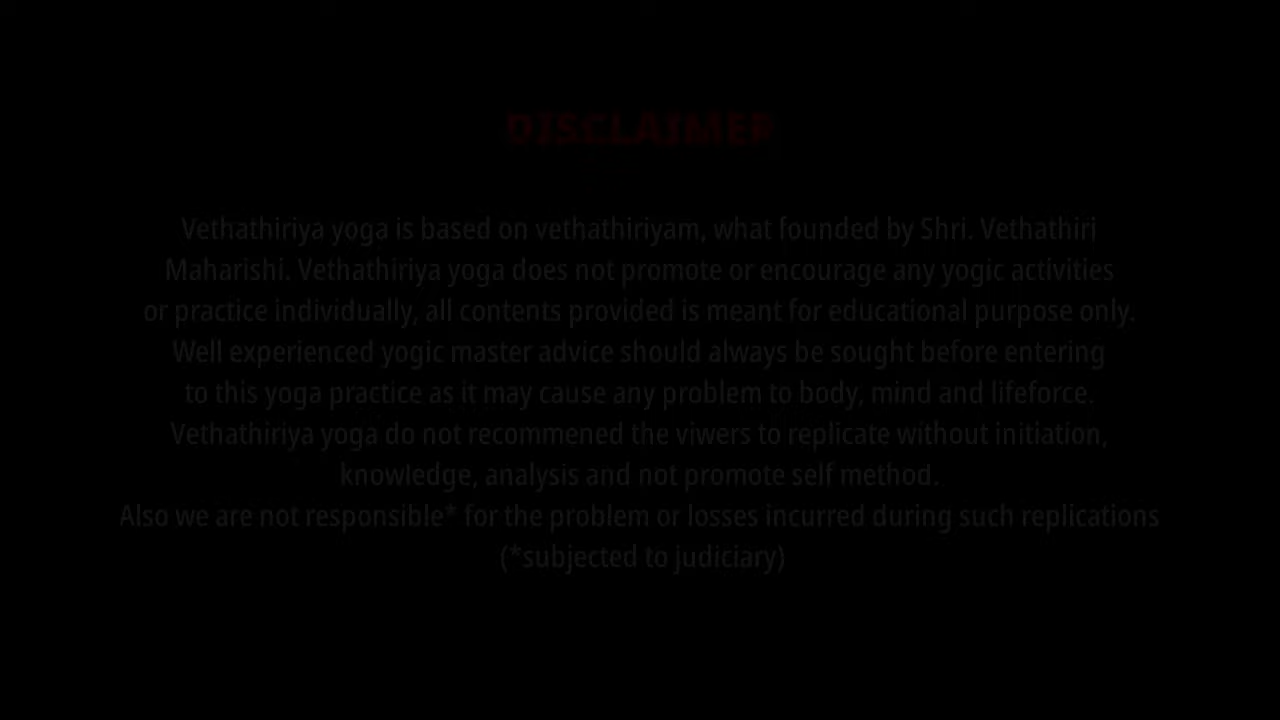 DISCLAIMER
Vethathiriya yoga is based on vethathiriyam, what founded by Shri. Vethathiri
Maharishi. Vethathiriya yoga does not promote or encourage any yogic activities
or practice individually, all contents provided is meant for educational purpose only.
Well experienced yogic master advice should always be sought before entering
to this yoga practice as it may cause any problem to body, mind and lifeforce.
Vethathiriya yoga do not recommened the viwers to replicate without initiation,
knowledge, analysis and not promote self method.
Also we are not responsible* for the problem or losses incurred during such replications
(*subjected to judiciary)